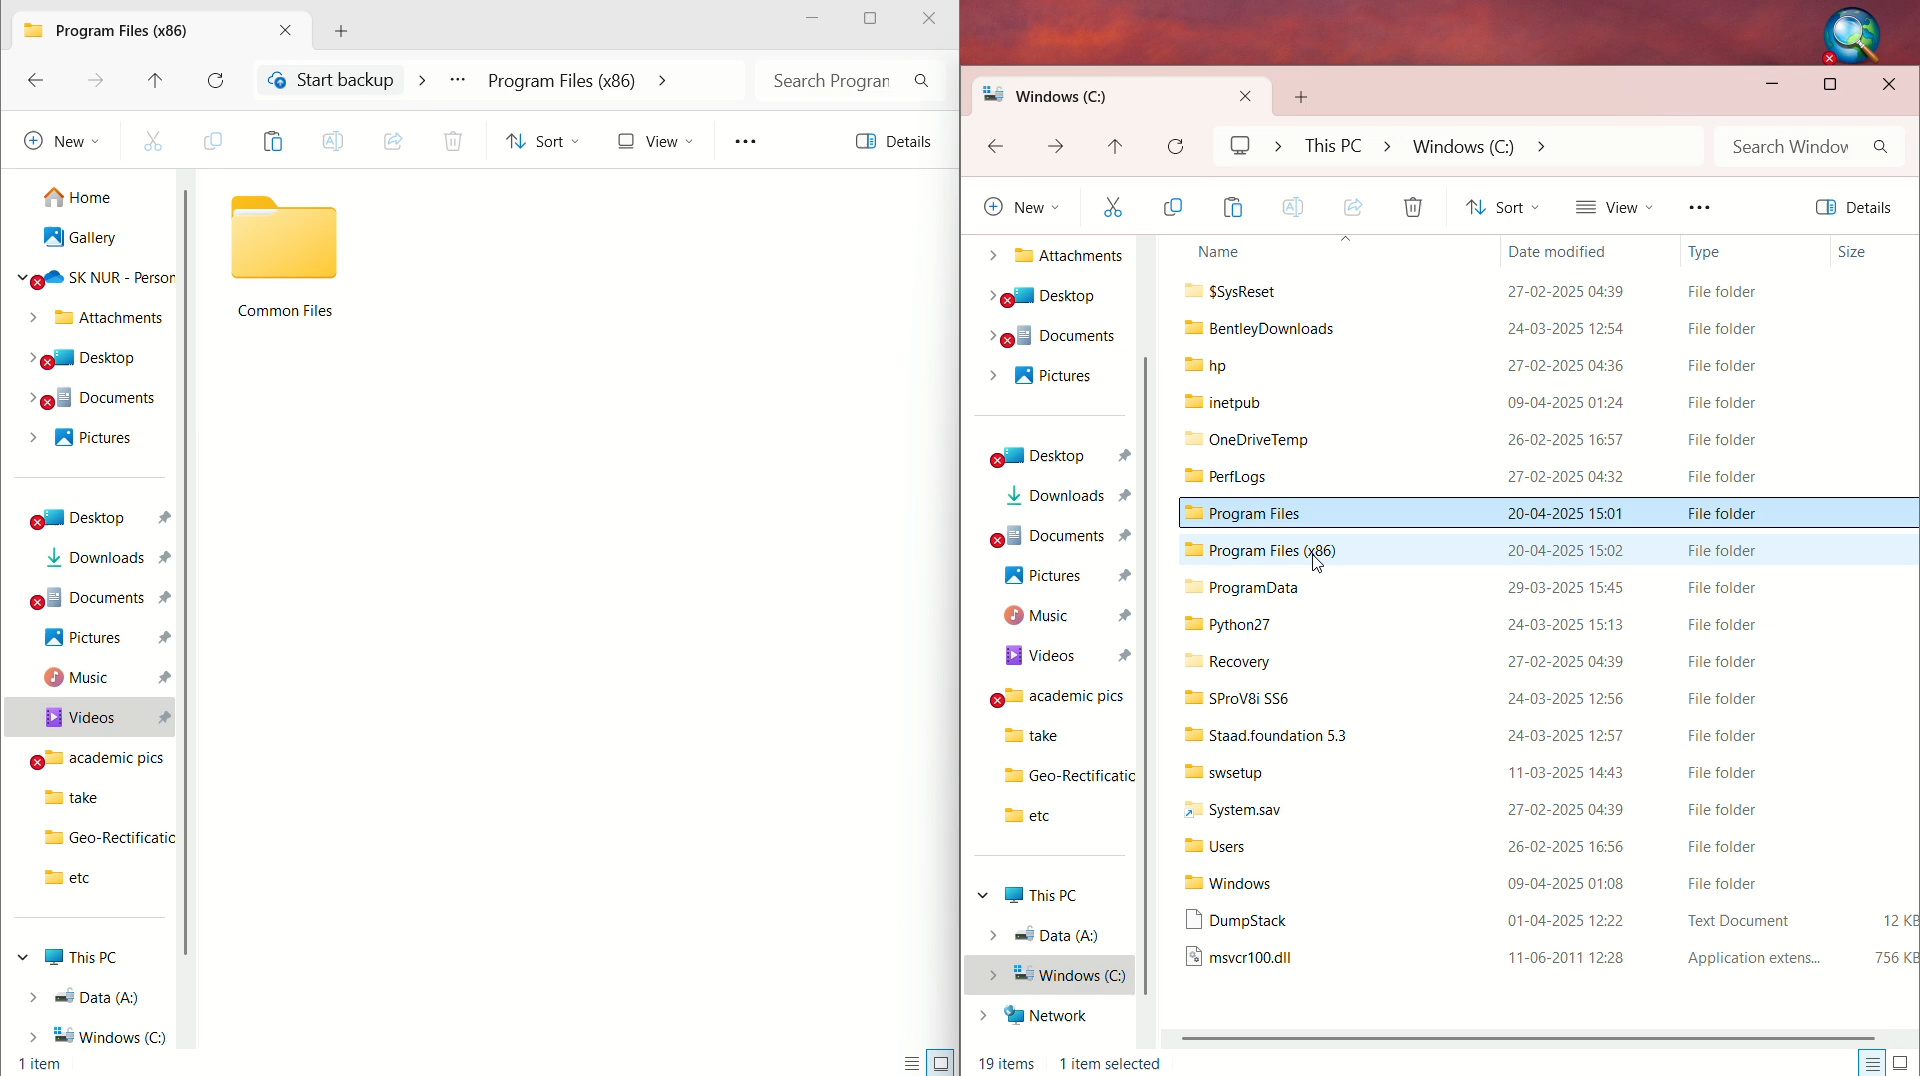 Program Files (x86)
Start backup
Program Files (x86)
Search Progran
New
Sort
View
Details
Home
Gallery
SK NUR - Person
Attachments
Desktop
Documents
Pictures
Desktop
Downloads
Documents
Pictures
Music
Videos
academic pics
take
Geo-Rectificatio
etc
This PC
Data (A:)
Windows (C:)
1 item
Common Files
Windows (C:)
This PC
Windows (C:)
Search Window
New
Sort
View
Details
Attachments
Desktop
Documents
Pictures
Desktop
Downloads
Documents
Pictures
Music
Videos
academic pics
take
Geo-Rectificatio
etc
This PC
Data (A:)
Windows (C:)
Network
Name Date modified Type Size
$SysReset 27-02-2025 04:39 File folder
BentleyDownloads 24-03-2025 12:54 File folder
hp 27-02-2025 04:36 File folder
inetpub 09-04-2025 01:24 File folder
OneDriveTemp 26-02-2025 16:57 File folder
PerfLogs 27-02-2025 04:32 File folder
Program Files 20-04-2025 15:01 File folder
Program Files (x86) 20-04-2025 15:02 File folder
ProgramData 29-03-2025 15:45 File folder
Python27 24-03-2025 15:13 File folder
Recovery 27-02-2025 04:39 File folder
SProV8i SS6 24-03-2025 12:56 File folder
Staad.foundation 5.3 24-03-2025 12:57 File folder
swsetup 11-03-2025 14:43 File folder
System.sav 27-02-2025 04:39 File folder
Users 26-02-2025 16:56 File folder
Windows 09-04-2025 01:08 File folder
DumpStack 01-04-2025 12:22 Text Document 12 KB
msvcr100.dll 11-06-2011 12:28 Application extens... 756 KB
19 items 1 item selected